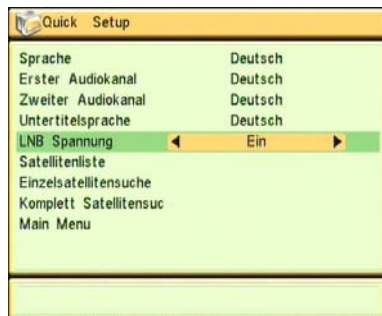 Quick Setup
Sprache Deutsch
Erster Audiokanal Deutsch
Zweiter Audiokanal Deutsch
Untertitelsprache Deutsch
LNB Spannung Ein
Satellitenliste
Einzelsatellitensuche
Komplett Satellitensuc
Main Menu